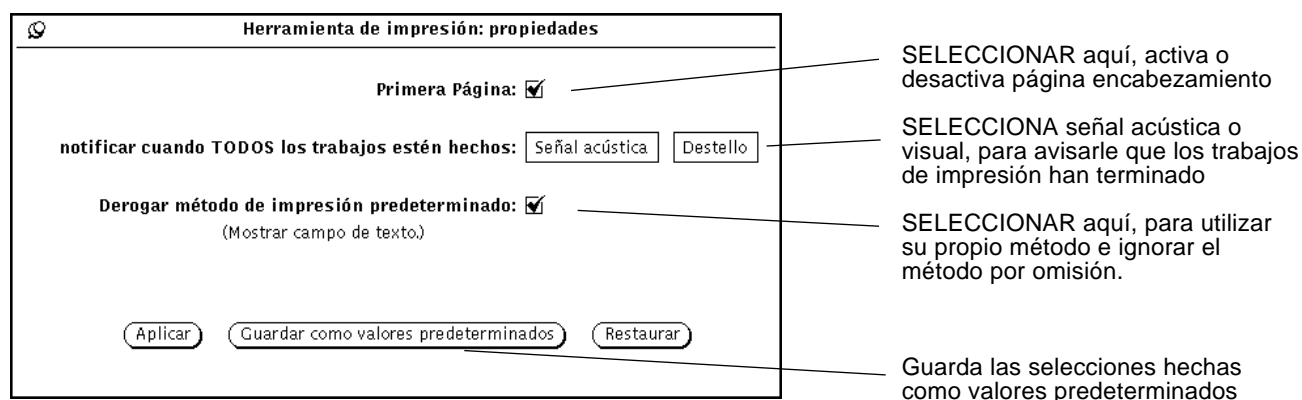 Herramienta de impresión: propiedades
Primera Página:
notificar cuando TODOS los trabajos estén hechos: Señal acústica Destello
Derogar método de impresión predeterminado:
(Mostrar campo de texto.)
Aplicar Guardar como valores predeterminados Restaurar
SELECCIONAR aquí, activa o
desactiva página encabezamiento
SELECCIONA señal acústica o
visual, para avisarle que los trabajos
de impresión han terminado
SELECCIONAR aquí, para utilizar
su propio método e ignorar el
método por omisión.
Guarda las selecciones hechas
como valores predeterminados